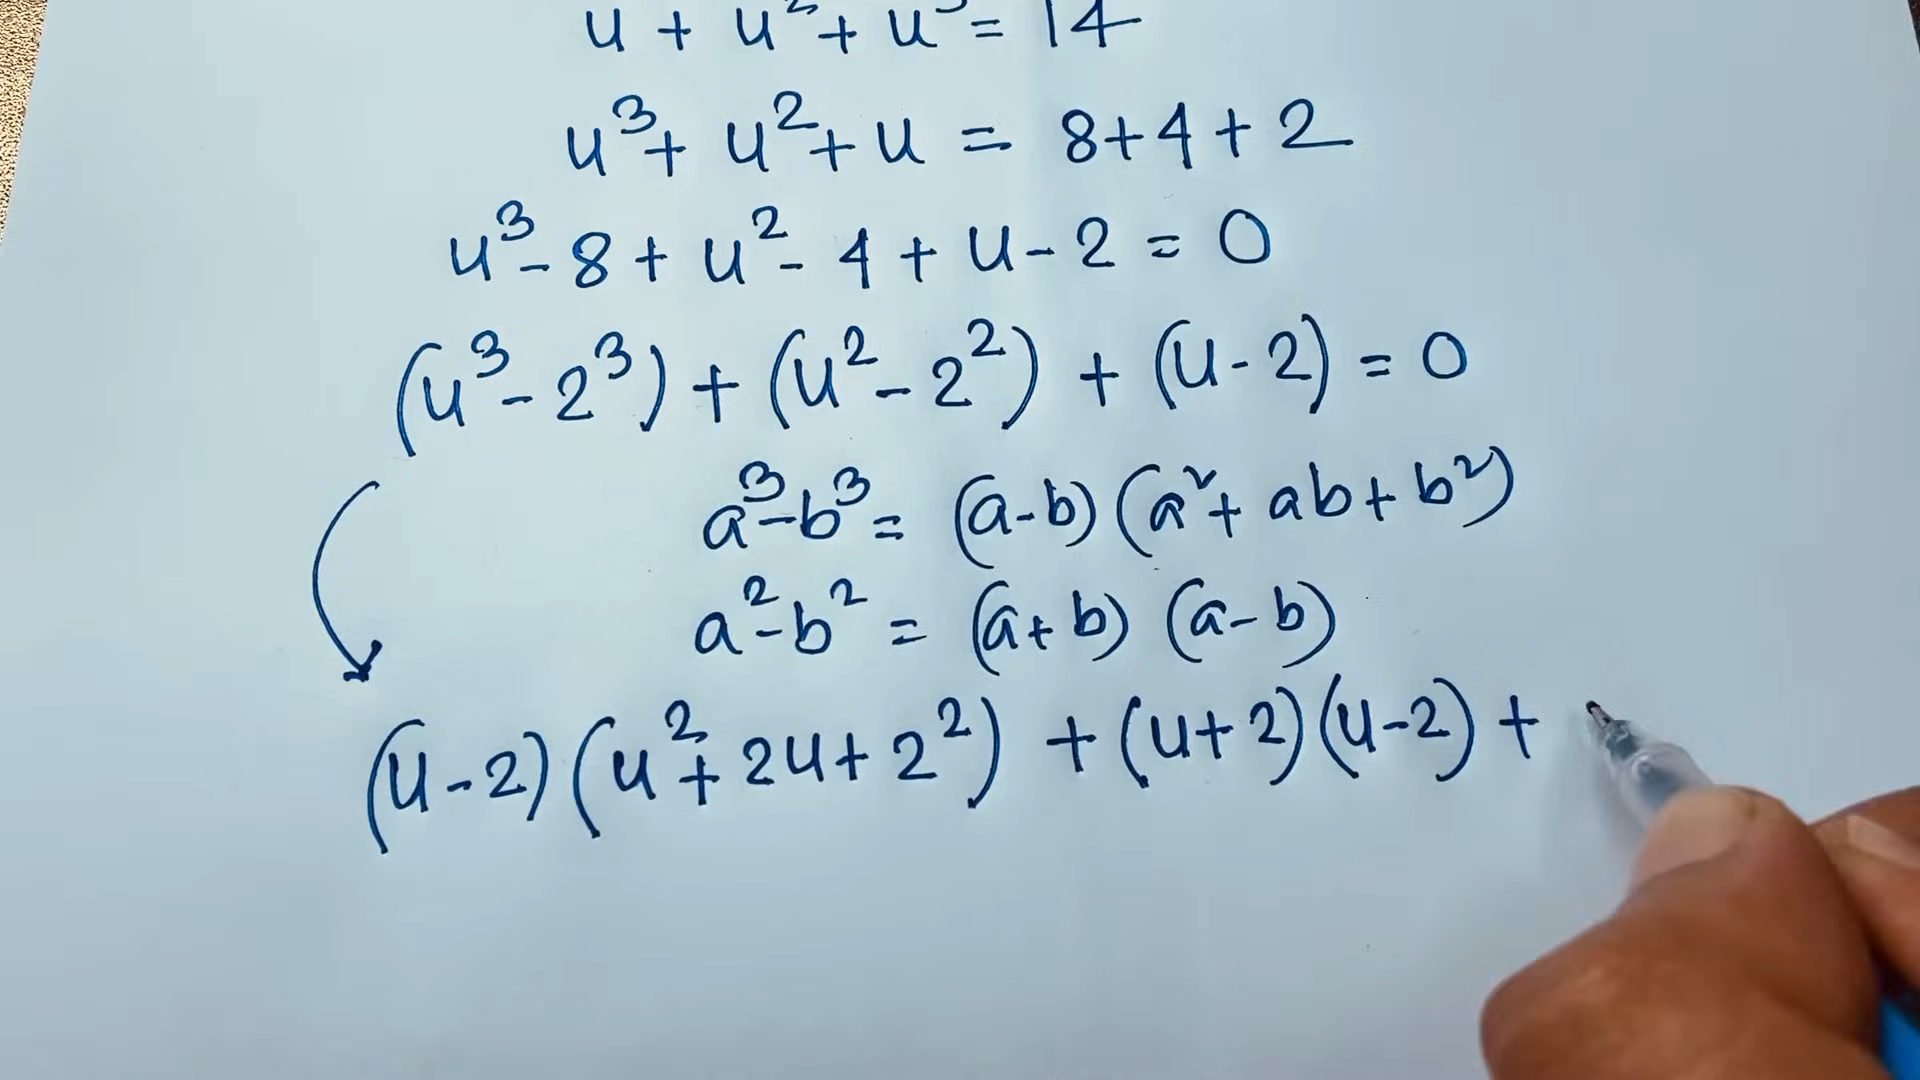 u + u² + u³ = 14
u³ + u² + u = 8 + 4 + 2
u³ - 8 + u² - 4 + u - 2 = 0
(u³ - 2³) + (u² - 2²) + (u - 2) = 0
a³ - b³ = (a - b) (a² + ab + b²)
a² - b² = (a + b) (a - b)
(u - 2) (u² + 2u + 2²) + (u + 2) (u - 2) +